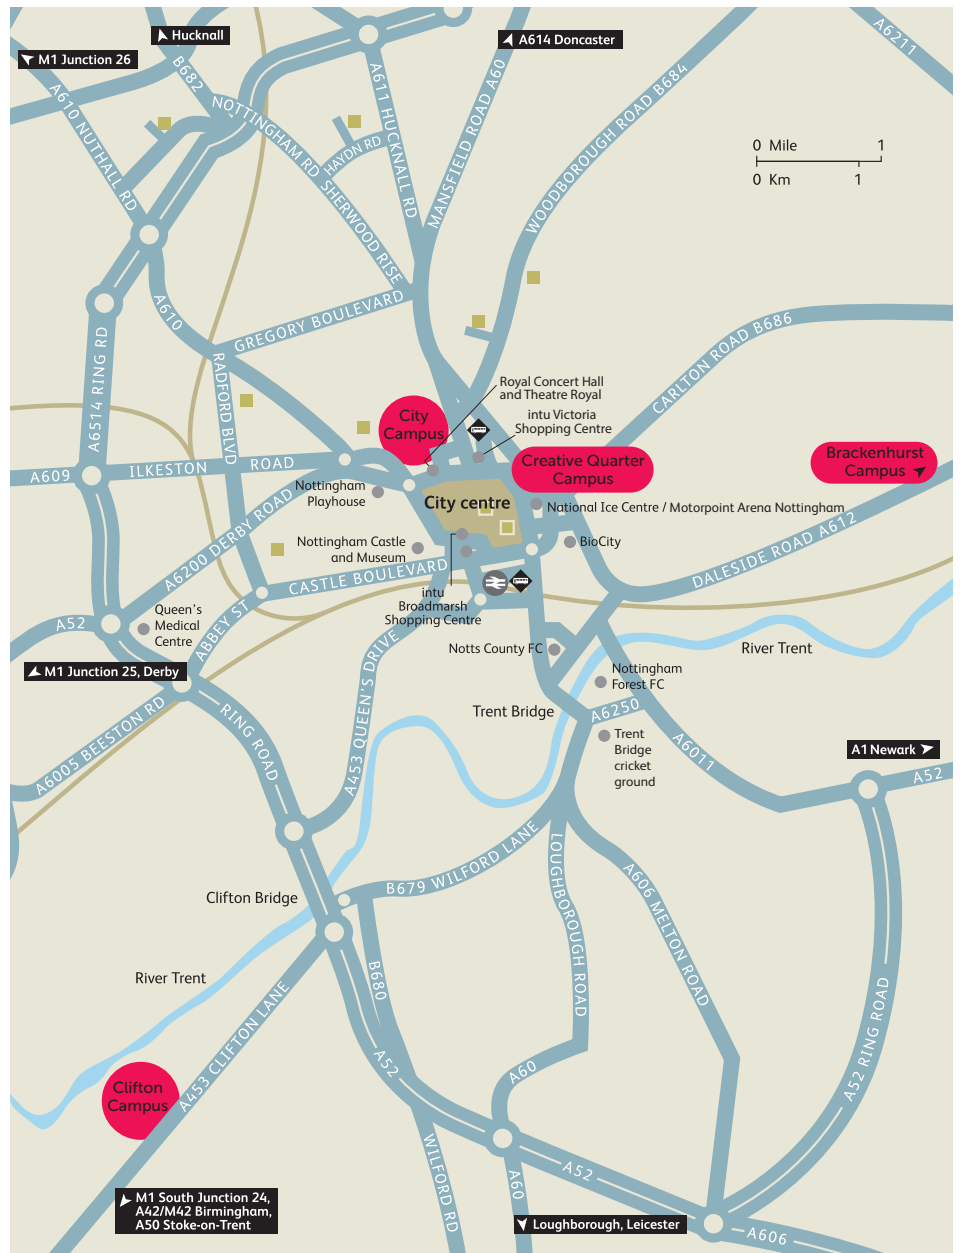 Hucknall
M1 Junction 26
A614 Doncaster
A6211
B682
A610 NUTHALL RD
NOTTINGHAM RD
HAYDN RD
A611 HUCKNALL RD
MANSFIELD ROAD A60
WOODBOROUGH ROAD B684
0 Mile 1
0 Km 1
SHERWOOD RISE
A610
GREGORY BOULEVARD
A6514 RING RD
RADFORD BLVD
CARLTON ROAD B686
Royal Concert Hall
and Theatre Royal
City
Campus
intu Victoria
Shopping Centre
A609
ILKESTON ROAD
Creative Quarter
Campus
Brackenhurst
Campus
Nottingham
Playhouse
City centre
National Ice Centre / Motorpoint Arena Nottingham
A6200 DERBY ROAD
Nottingham Castle
and Museum
BioCity
DALESIDE ROAD A612
CASTLE BOULEVARD
intu
Broadmarsh
Shopping Centre
A52
Queen's
Medical
Centre
ABBEY ST
M1 Junction 25, Derby
A453 QUEEN'S DRIVE
Notts County FC
River Trent
Nottingham
Forest FC
Trent Bridge
A6250
A6005 BEESTON RD
RING ROAD
Trent
Bridge
cricket
ground
A6011
A1 Newark
A52
B679 WILFORD LANE
LOUGHBOROUGH ROAD
A606 MELTON ROAD
Clifton Bridge
River Trent
B680
A453 CLIFTON LANE
A52
A60
A52 RING ROAD
Clifton
Campus
WILFORD RD
A60
A52
M1 South Junction 24,
A42/M42 Birmingham,
A50 Stoke-on-Trent
Loughborough, Leicester
A606